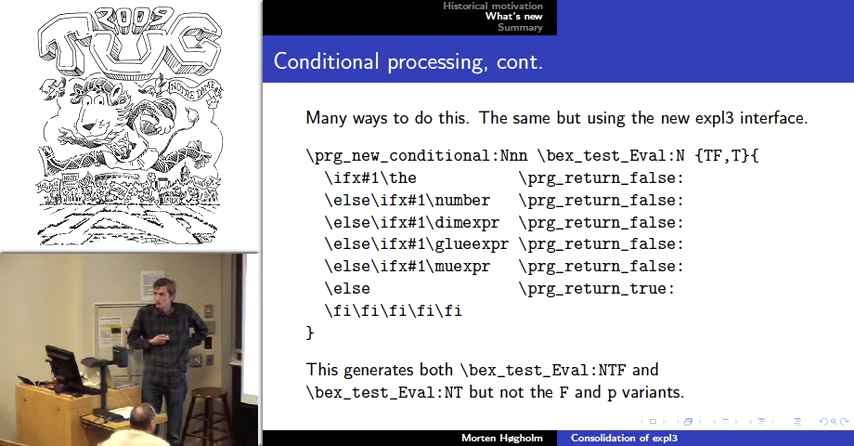 2009
TUG
NOTRE DAME
Historical motivation
What's new
Summary
Conditional processing, cont.
Many ways to do this. The same but using the new expl3 interface.
\prg_new_conditional:Nnn \bex_test_Eval:N {TF,T}{
\ifx#1\the \prg_return_false:
\else\ifx#1\number \prg_return_false:
\else\ifx#1\dimexpr \prg_return_false:
\else\ifx#1\glueexpr \prg_return_false:
\else\ifx#1\muexpr \prg_return_false:
\else \prg_return_true:
\fi\fi\fi\fi\fi
}
This generates both \bex_test_Eval:NTF and
\bex_test_Eval:NT but not the F and p variants.
Morten Høgholm Consolidation of expl3